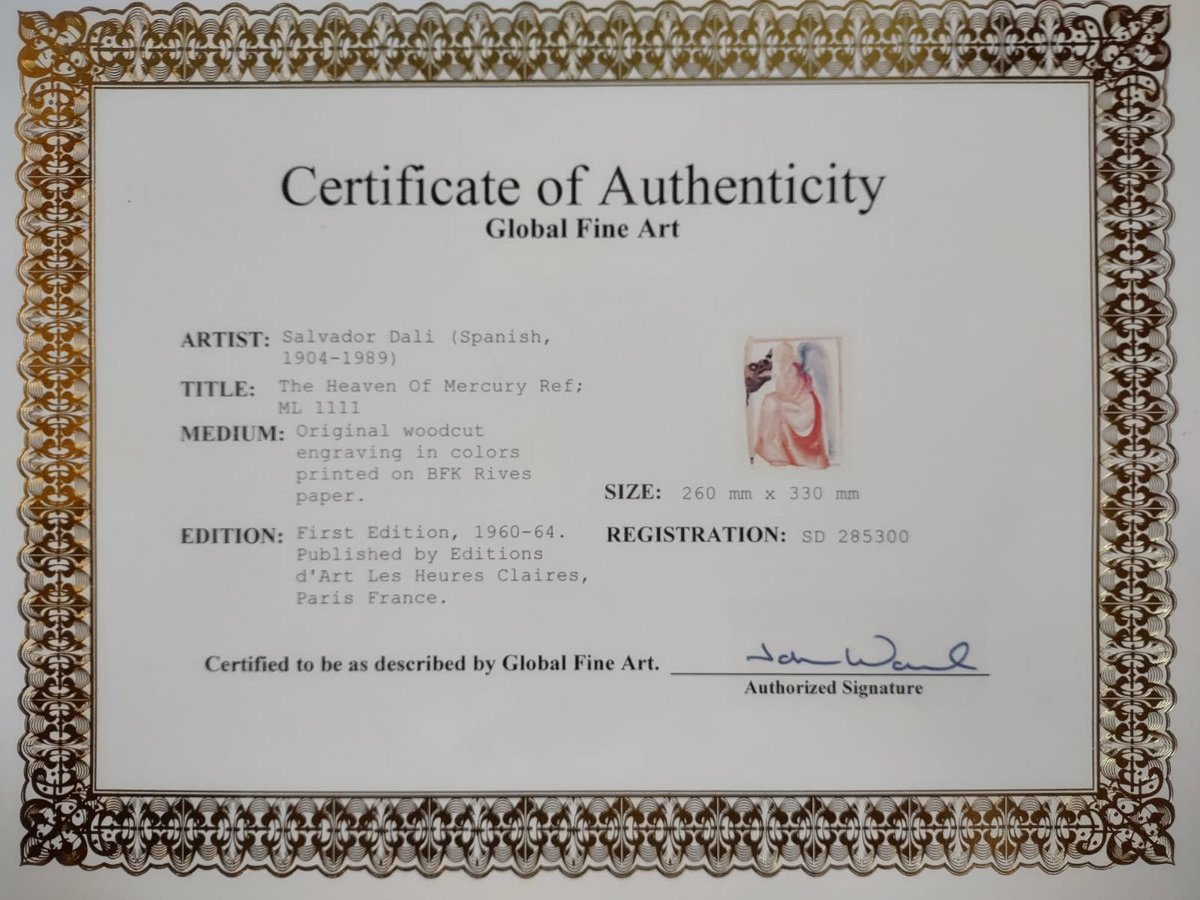 Certificate of Authenticity
Global Fine Art
ARTIST: Salvador Dali (Spanish,
1904-1989)
TITLE: The Heaven Of Mercury Ref;
ML 1111
MEDIUM: Original woodcut
engraving in colors
printed on BFK Rives
paper.
SIZE: 260 mm x 330 mm
EDITION: First Edition, 1960-64.
Published by Editions
d'Art Les Heures Claires,
Paris France.
REGISTRATION: SD 285300
Certified to be as described by Global Fine Art.
Authorized Signature